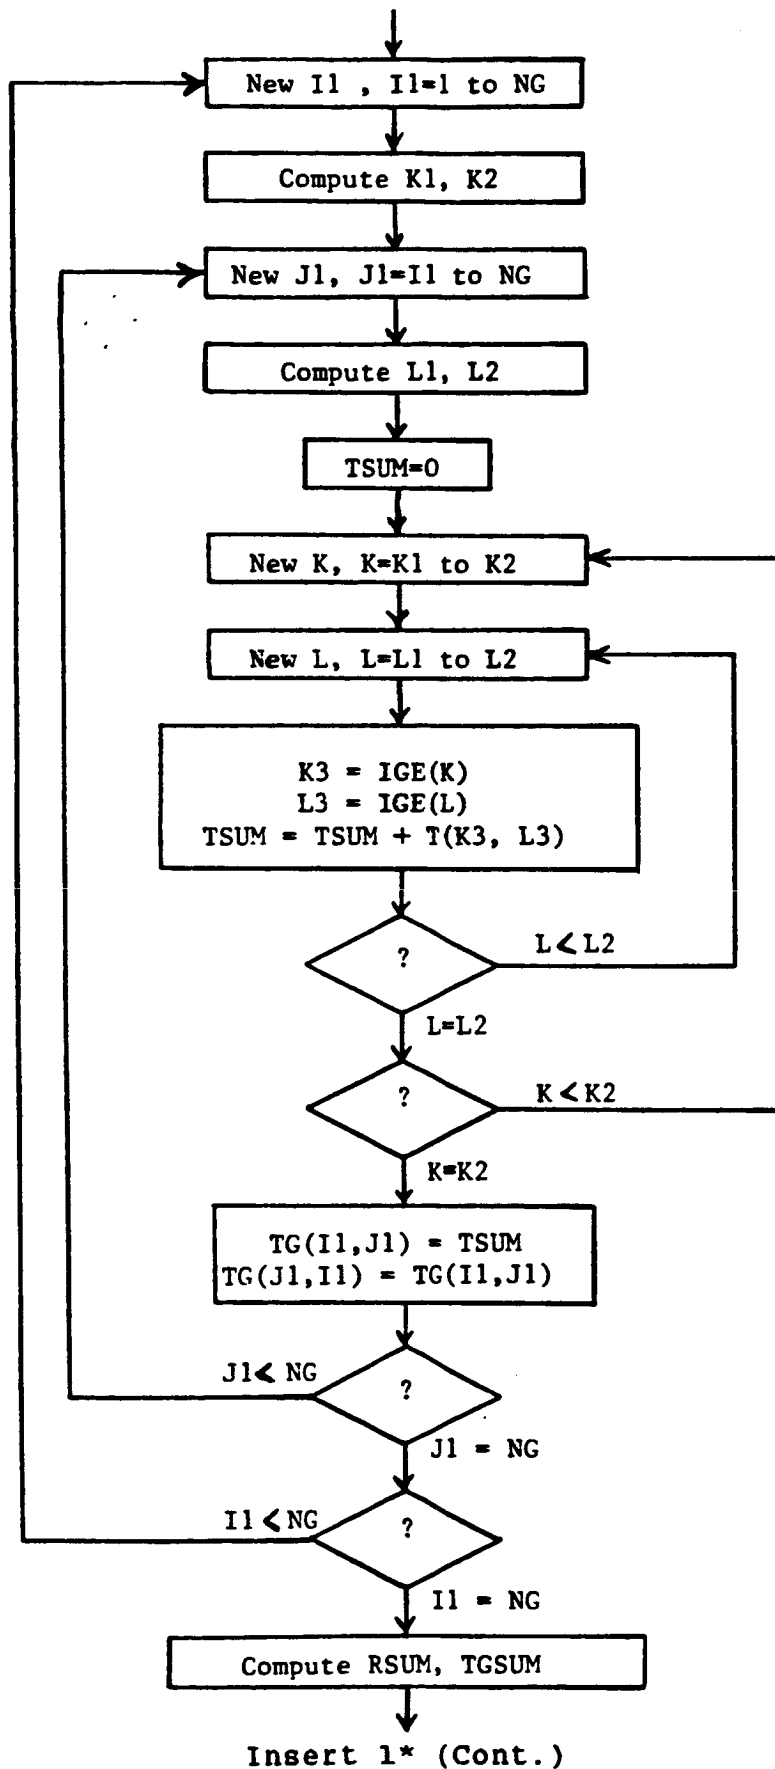 New I1 , I1=1 to NG
Compute K1, K2
New J1, J1=I1 to NG
Compute L1, L2
TSUM=0
New K, K=K1 to K2
New L, L=L1 to L2
K3 = IGE(K)
L3 = IGE(L)
TSUM = TSUM + T(K3, L3)
?
L < L2
L=L2
?
K < K2
K=K2
TG(I1,J1) = TSUM
TG(J1,I1) = TG(I1,J1)
J1 < NG
?
J1 = NG
I1 < NG
?
I1 = NG
Compute RSUM, TGSUM
Insert 1* (Cont.)